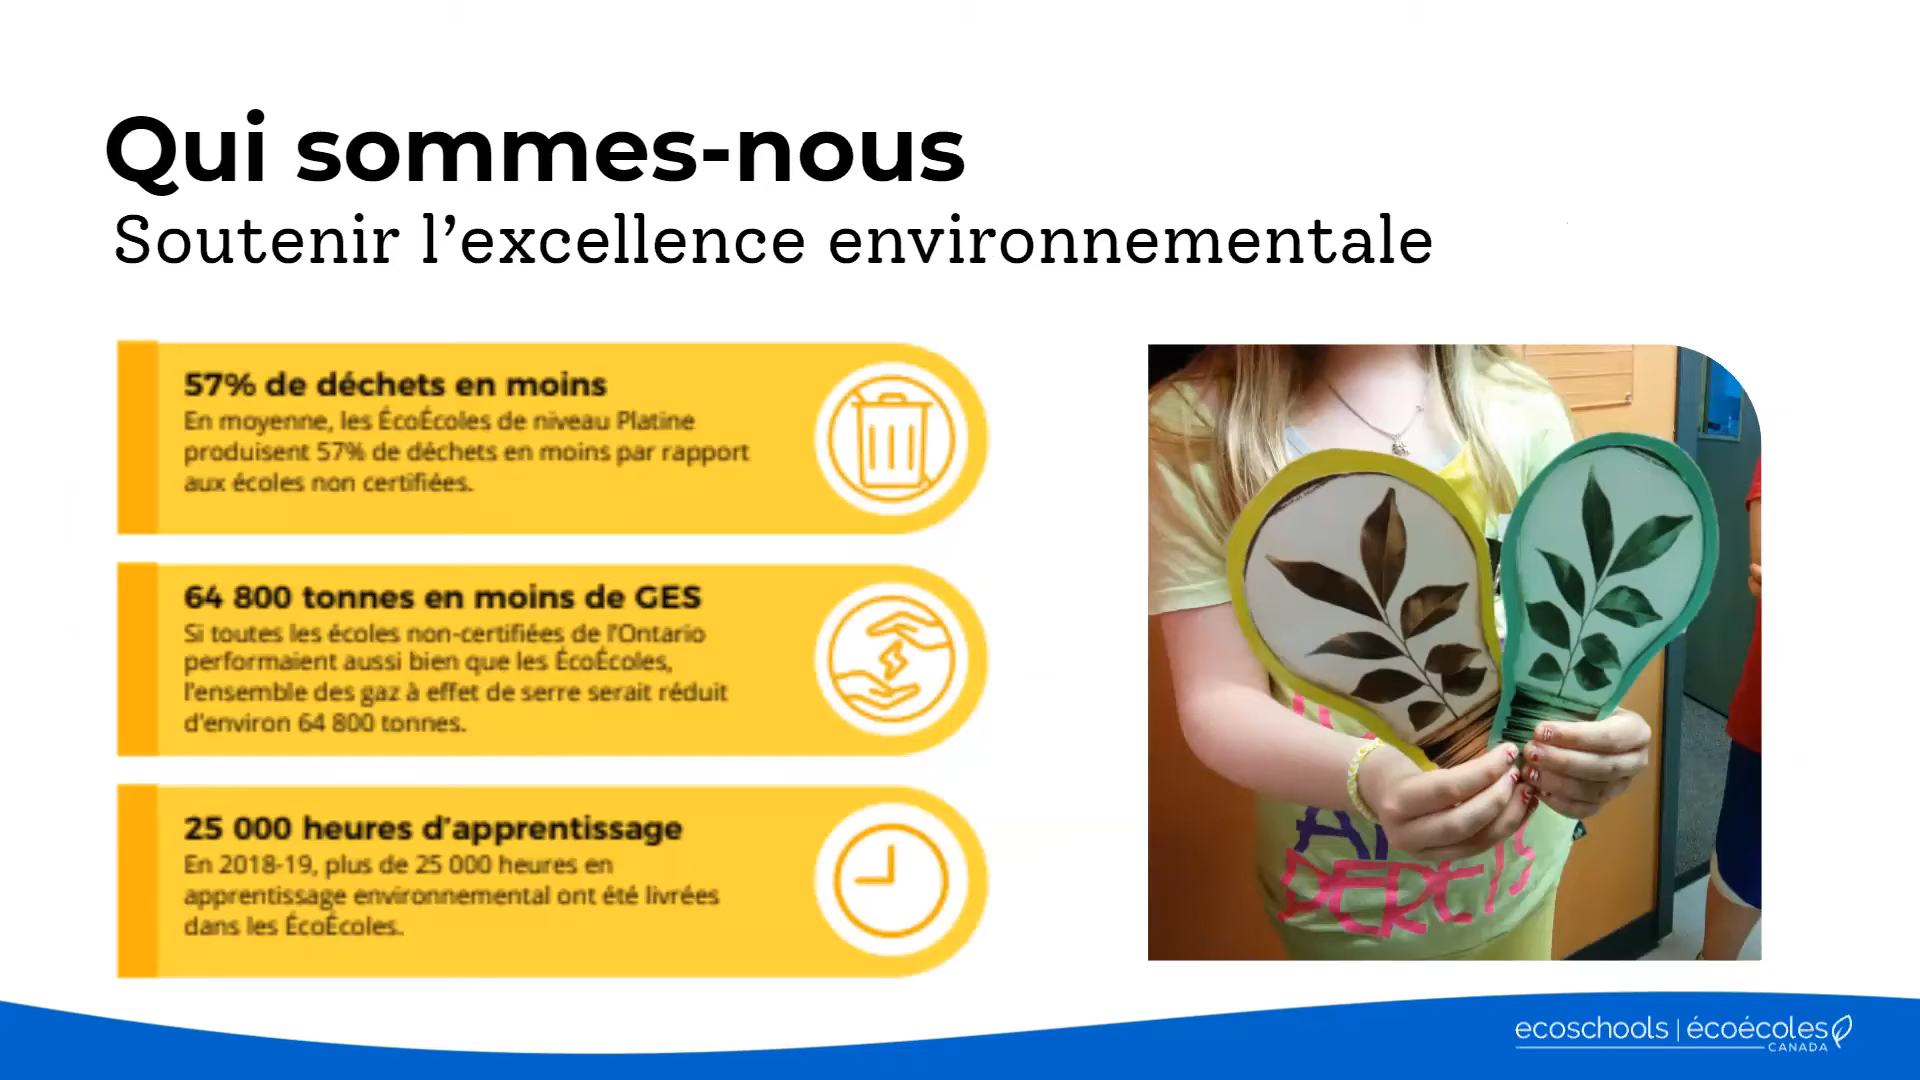 Qui sommes-nous
Soutenir l’excellence environnementale
57% de déchets en moins
En moyenne, les ÉcoÉcoles de niveau Platine
produisent 57% de déchets en moins par rapport
aux écoles non certifiées.
64 800 tonnes en moins de GES
Si toutes les écoles non-certifiées de l'Ontario
performaient aussi bien que les ÉcoÉcoles,
l'ensemble des gaz à effet de serre serait réduit
d'environ 64 800 tonnes.
25 000 heures d'apprentissage
En 2018-19, plus de 25 000 heures en
apprentissage environnemental ont été livrées
dans les ÉcoÉcoles.
ecoschools | écoécoles
CANADA